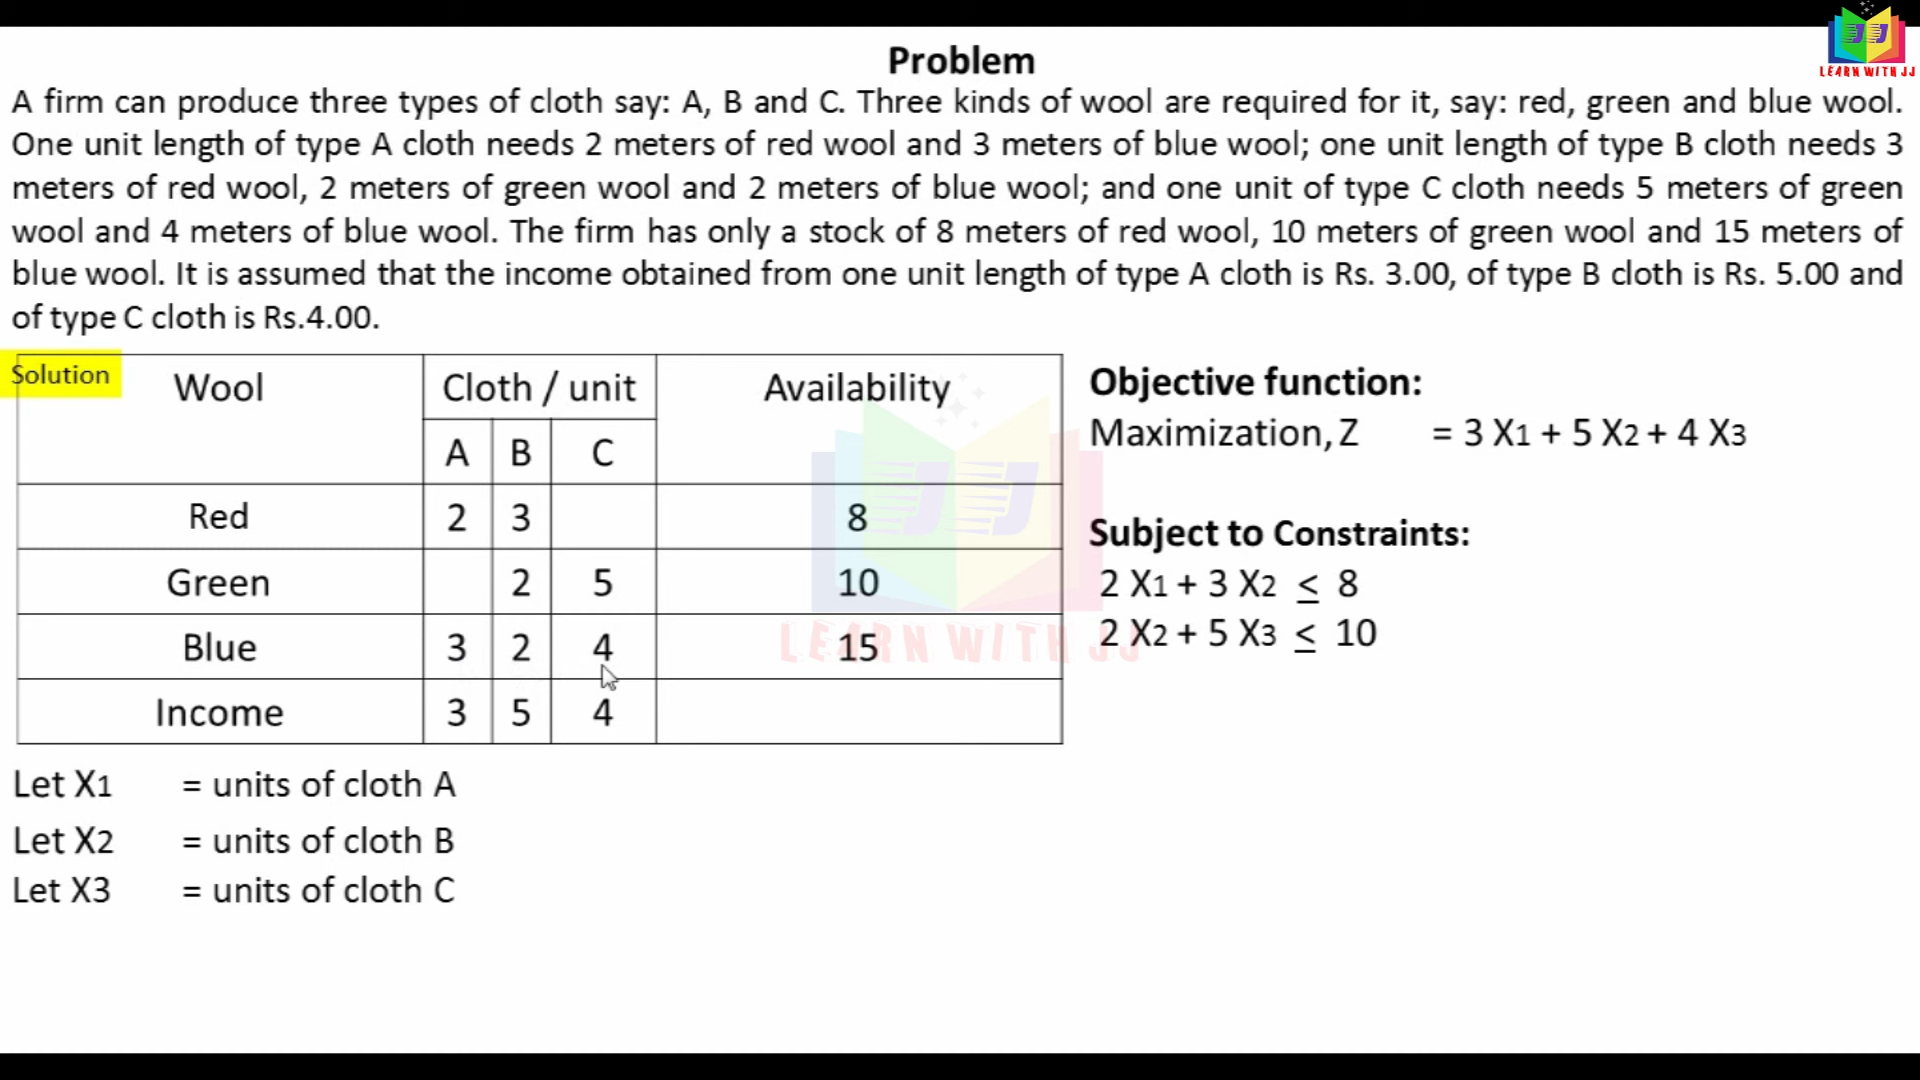 LEARN WITH JJ
Problem
A firm can produce three types of cloth say: A, B and C. Three kinds of wool are required for it, say: red, green and blue wool.
One unit length of type A cloth needs 2 meters of red wool and 3 meters of blue wool; one unit length of type B cloth needs 3
meters of red wool, 2 meters of green wool and 2 meters of blue wool; and one unit of type C cloth needs 5 meters of green
wool and 4 meters of blue wool. The firm has only a stock of 8 meters of red wool, 10 meters of green wool and 15 meters of
blue wool. It is assumed that the income obtained from one unit length of type A cloth is Rs. 3.00, of type B cloth is Rs. 5.00 and
of type C cloth is Rs.4.00.
Solution
Wool Cloth / unit Availability
A B C
Red 2 3 8
Green 2 5 10
Blue 3 2 4 15
Income 3 5 4
LEARN WITH JJ
Let X1 = units of cloth A
Let X2 = units of cloth B
Let X3 = units of cloth C
Objective function:
Maximization, Z = 3 X1 + 5 X2 + 4 X3
Subject to Constraints:
2 X1 + 3 X2 ≤ 8
2 X2 + 5 X3 ≤ 10